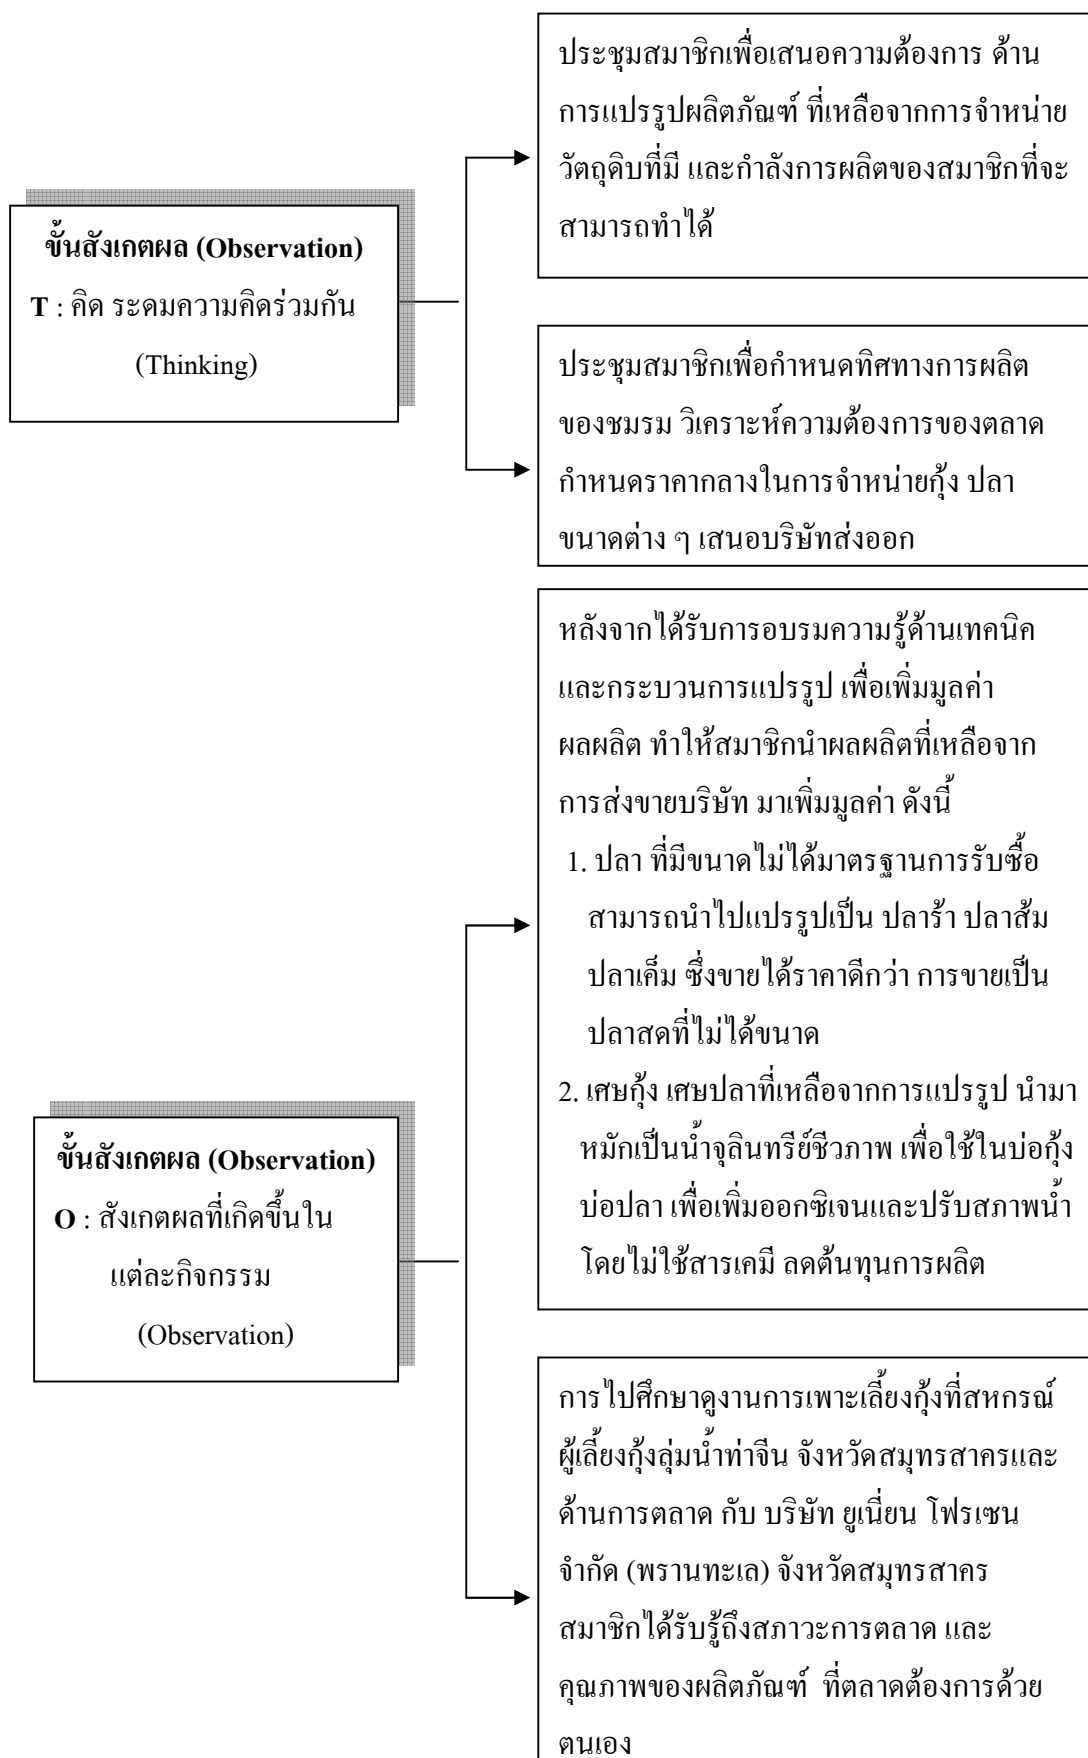 ขั้นสังเกตผล (Observation)
T : คิด ระดมความคิดร่วมกัน
(Thinking)
ประชุมสมาชิกเพื่อเสนอความต้องการ ด้าน
การแปรรูปผลิตภัณฑ์ ที่เหลือจากการจำหน่าย
วัตถุดิบที่มี และกำลังการผลิตของสมาชิกที่จะ
สามารถทำได้
ประชุมสมาชิกเพื่อกำหนดทิศทางการผลิต
ของชมรม วิเคราะห์ความต้องการของตลาด
กำหนดราคากลางในการจำหน่ายกุ้ง ปลา
ขนาดต่าง ๆ เสนอบริษัทส่งออก
ขั้นสังเกตผล (Observation)
O : สังเกตผลที่เกิดขึ้นใน
แต่ละกิจกรรม
(Observation)
หลังจากได้รับการอบรมความรู้ด้านเทคนิค
และกระบวนการแปรรูป เพื่อเพิ่มมูลค่า
ผลผลิต ทำให้สมาชิกนำผลผลิตที่เหลือจาก
การส่งขายบริษัท มาเพิ่มมูลค่า ดังนี้
1. ปลา ที่มีขนาดไม่ได้มาตรฐานการรับซื้อ
สามารถนำไปแปรรูปเป็น ปลาร้า ปลาส้ม
ปลาเค็ม ซึ่งขายได้ราคาดีกว่า การขายเป็น
ปลาสดที่ไม่ได้ขนาด
2. เศษกุ้ง เศษปลาที่เหลือจากการแปรรูป นำมา
หมักเป็นน้ำจุลินทรีย์ชีวภาพ เพื่อใช้ในบ่อกุ้ง
บ่อปลา เพื่อเพิ่มออกซิเจนและปรับสภาพน้ำ
โดยไม่ใช้สารเคมี ลดต้นทุนการผลิต
การไปศึกษาดูงานการเพาะเลี้ยงกุ้งที่สหกรณ์
ผู้เลี้ยงกุ้งลุ่มน้ำท่าจีน จังหวัดสมุทรสาครและ
ด้านการตลาด กับ บริษัท ยูเนี่ยน โฟรเซน
จำกัด (พรานทะเล) จังหวัดสมุทรสาคร
สมาชิกได้รับรู้ถึงสภาวะการตลาด และ
คุณภาพของผลิตภัณฑ์ ที่ตลาดต้องการด้วย
ตนเอง